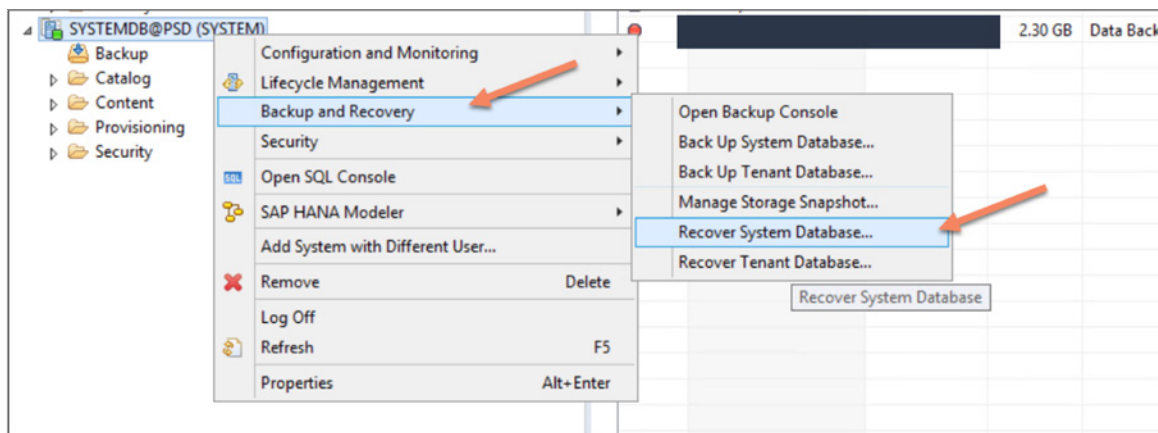 SYSTEMDB@PSD (SYSTEM)
Backup
Catalog
Content
Provisioning
Security
Configuration and Monitoring
Lifecycle Management
Backup and Recovery
Security
SQL Open SQL Console
SAP HANA Modeler
Add System with Different User...
Remove Delete
Log Off
Refresh F5
Properties Alt+Enter
2.30 GB Data Back
Open Backup Console
Back Up System Database...
Back Up Tenant Database...
Manage Storage Snapshot...
Recover System Database...
Recover Tenant Database...
Recover System Database